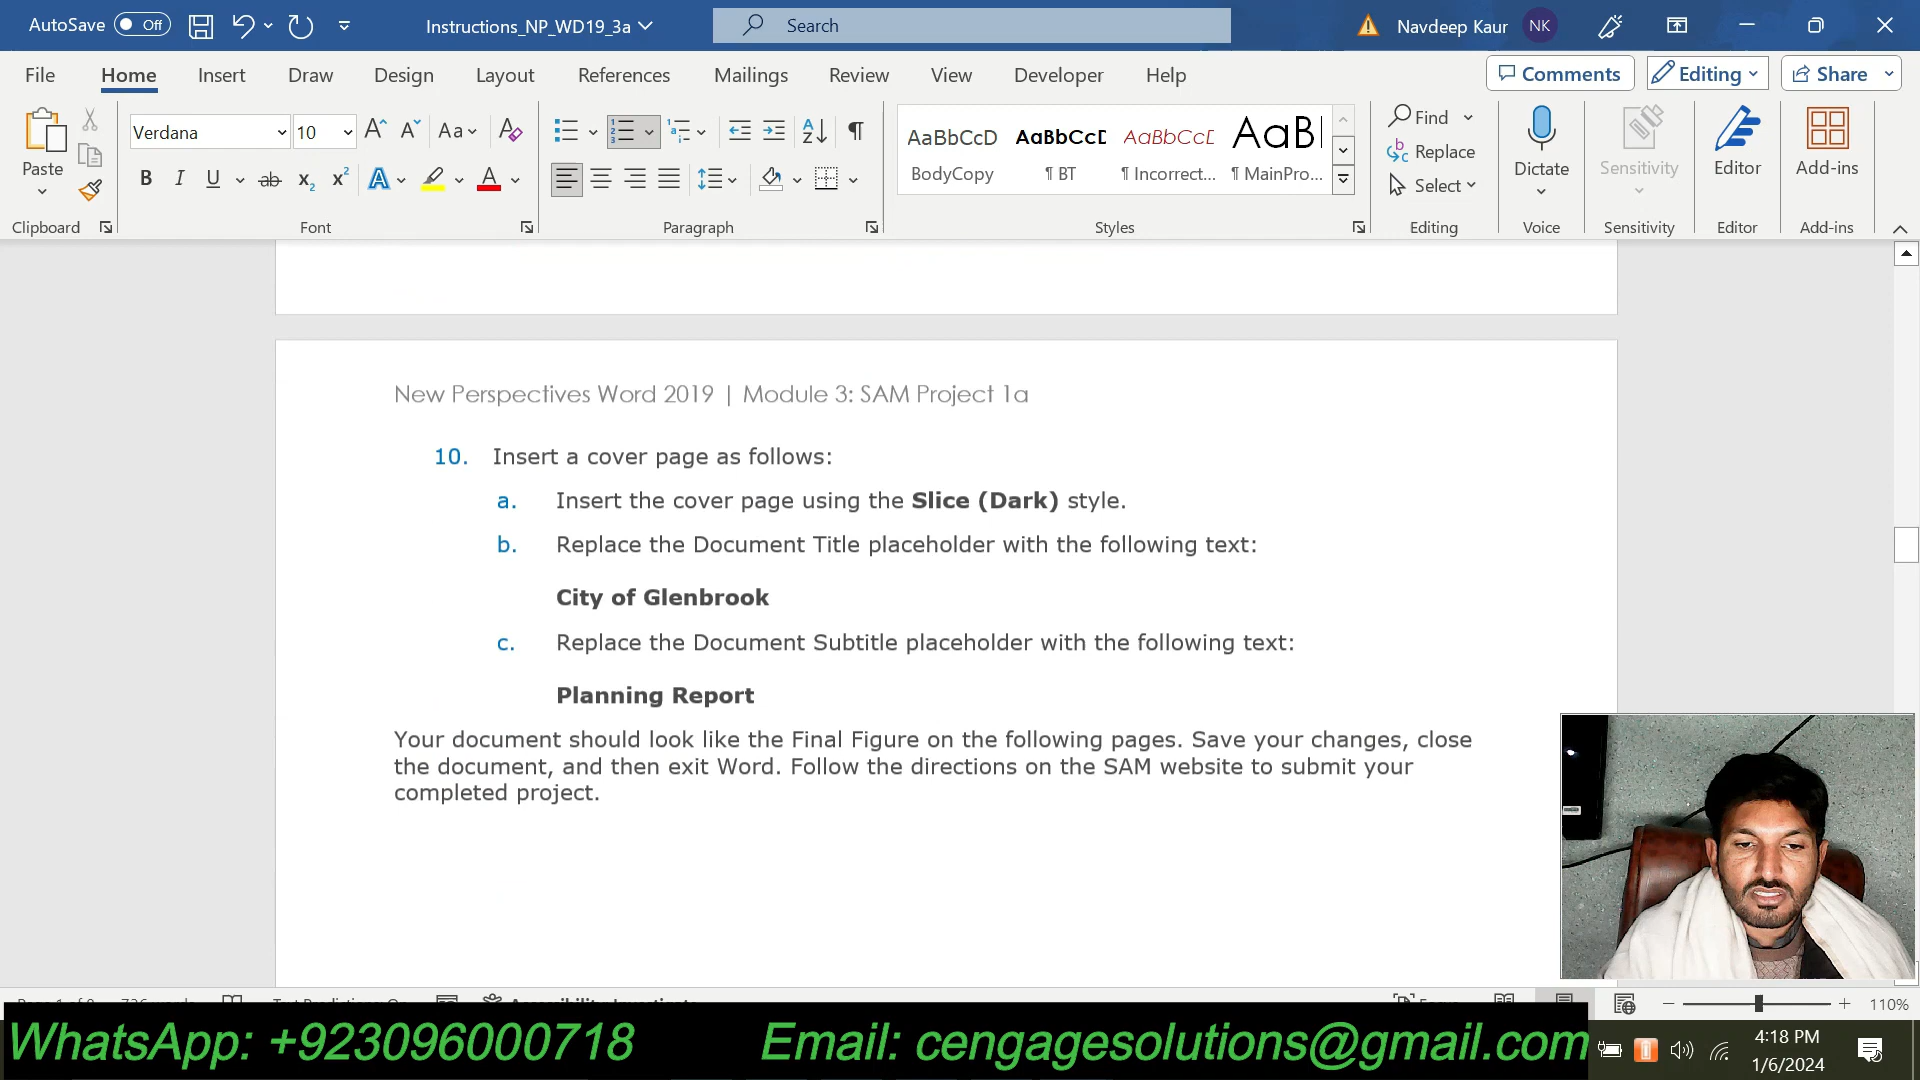 AutoSave Off Instructions_NP_WD19_3a Search Navdeep Kaur NK
File Home Insert Draw Design Layout References Mailings Review View Developer Help Comments Editing Share
Paste
Verdana 10 Aa
AaBbCcD AaBbCcD AaBbCcD AaB
BodyCopy ¶ BT ¶ Incorrect... ¶ MainPro...
Find
Replace
Select
Dictate
Sensitivity
Editor
Add-ins
Clipboard Font Paragraph Styles Editing Voice Sensitivity Editor Add-ins
New Perspectives Word 2019 | Module 3: SAM Project 1a
10. Insert a cover page as follows:
a. Insert the cover page using the Slice (Dark) style.
b. Replace the Document Title placeholder with the following text:
City of Glenbrook
c. Replace the Document Subtitle placeholder with the following text:
Planning Report
Your document should look like the Final Figure on the following pages. Save your changes, close
the document, and then exit Word. Follow the directions on the SAM website to submit your
completed project.
110%
WhatsApp: +923096000718 Email: cengagesolutions@gmail.com
4:18 PM
1/6/2024